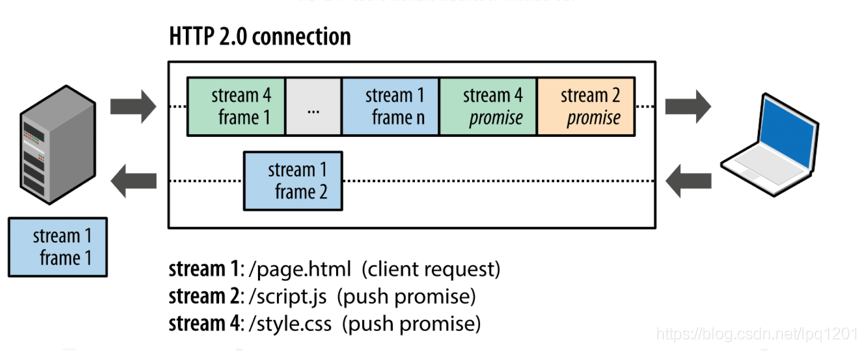 HTTP 2.0 connection
stream 4
frame 1
...
stream 1
frame n
stream 4
promise
stream 2
promise
stream 1
frame 2
stream 1
frame 1
stream 1: /page.html (client request)
stream 2: /script.js (push promise)
stream 4: /style.css (push promise)
https://blog.csdn.net/lpq1201